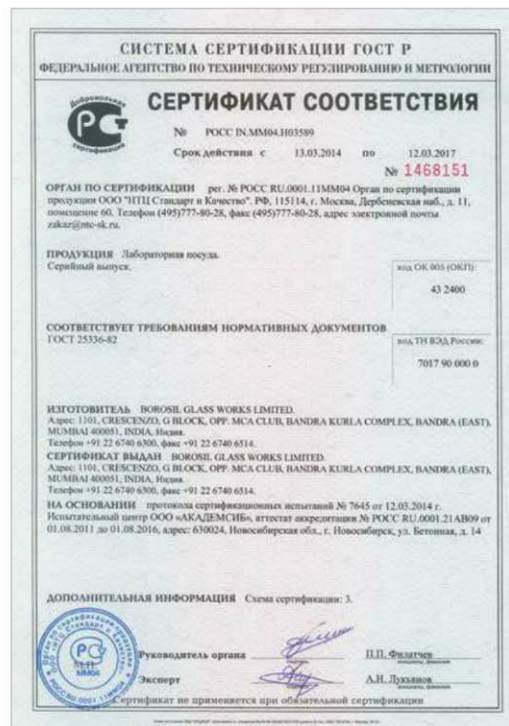 СИСТЕМА СЕРТИФИКАЦИИ ГОСТ Р
ФЕДЕРАЛЬНОЕ АГЕНТСТВО ПО ТЕХНИЧЕСКОМУ РЕГУЛИРОВАНИЮ И МЕТРОЛОГИИ
Добровольная
сертификация
СЕРТИФИКАТ СООТВЕТСТВИЯ
№ РОСС IN.ММ04.Н03589
Срок действия с 13.03.2014 по 12.03.2017
№ 1468151
ОРГАН ПО СЕРТИФИКАЦИИ рег. № РОСС RU.0001.11ММ04 Орган по сертификации
продукции ООО "НТЦ Стандарт и Качество". РФ, 115114, г. Москва, Дербеневская наб., д. 11,
помещение 60. Телефон (495)777-80-28, факс (495)777-80-28, адрес электронной почты
zakaz@ntc-sk.ru.
ПРОДУКЦИЯ Лабораторная посуда.
Серийный выпуск.
код ОК 005 (ОКП):
43 2400
СООТВЕТСТВУЕТ ТРЕБОВАНИЯМ НОРМАТИВНЫХ ДОКУМЕНТОВ
ГОСТ 25336-82
код ТН ВЭД России:
7017 90 000 0
ИЗГОТОВИТЕЛЬ BOROSIL GLASS WORKS LIMITED.
Адрес: 1101, CRESCENZO, G BLOCK, OPP. MCA CLUB, BANDRA KURLA COMPLEX, BANDRA (EAST),
MUMBAI 400051, INDIA, Индия.
Телефон +91 22 6740 6300, факс +91 22 6740 6514.
СЕРТИФИКАТ ВЫДАН BOROSIL GLASS WORKS LIMITED.
Адрес: 1101, CRESCENZO, G BLOCK, OPP. MCA CLUB, BANDRA KURLA COMPLEX, BANDRA (EAST),
MUMBAI 400051, INDIA, Индия.
Телефон +91 22 6740 6300, факс +91 22 6740 6514.
НА ОСНОВАНИИ протокола сертификационных испытаний № 7645 от 12.03.2014 г.
Испытательный центр ООО «АКАДЕМСИБ», аттестат аккредитации № РОСС RU.0001.21АВ09 от
01.08.2011 до 01.08.2016, адрес: 630024, Новосибирская обл., г. Новосибирск, ул. Бетонная, д. 14
ДОПОЛНИТЕЛЬНАЯ ИНФОРМАЦИЯ Схема сертификации: 3.
М.П.
ММ04
Руководитель органа П.П. Филатчев
Эксперт А.Н. Лукьянов
Сертификат не применяется при обязательной сертификации